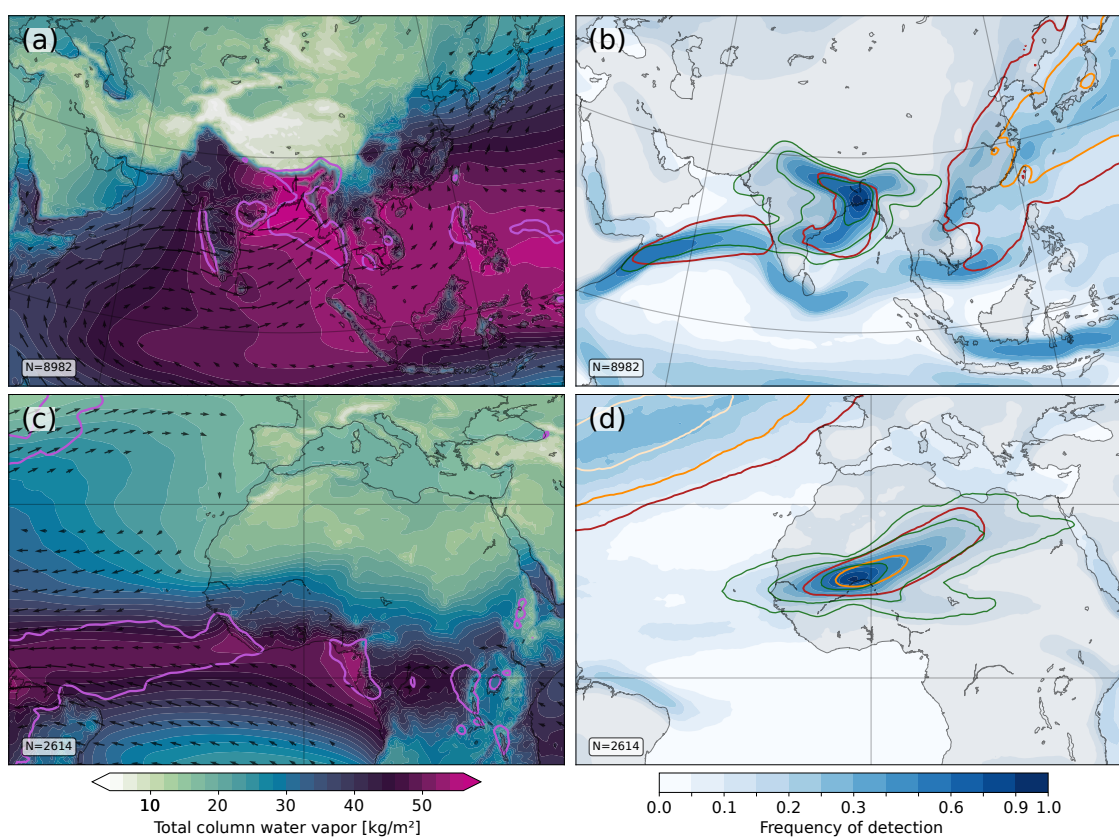 (a)
(b)
N=8982
N=8982
(c)
(d)
N=2614
N=2614
10 20 30 40 50
Total column water vapor [kg/m²]
0.0 0.1 0.2 0.3 0.6 0.9 1.0
Frequency of detection